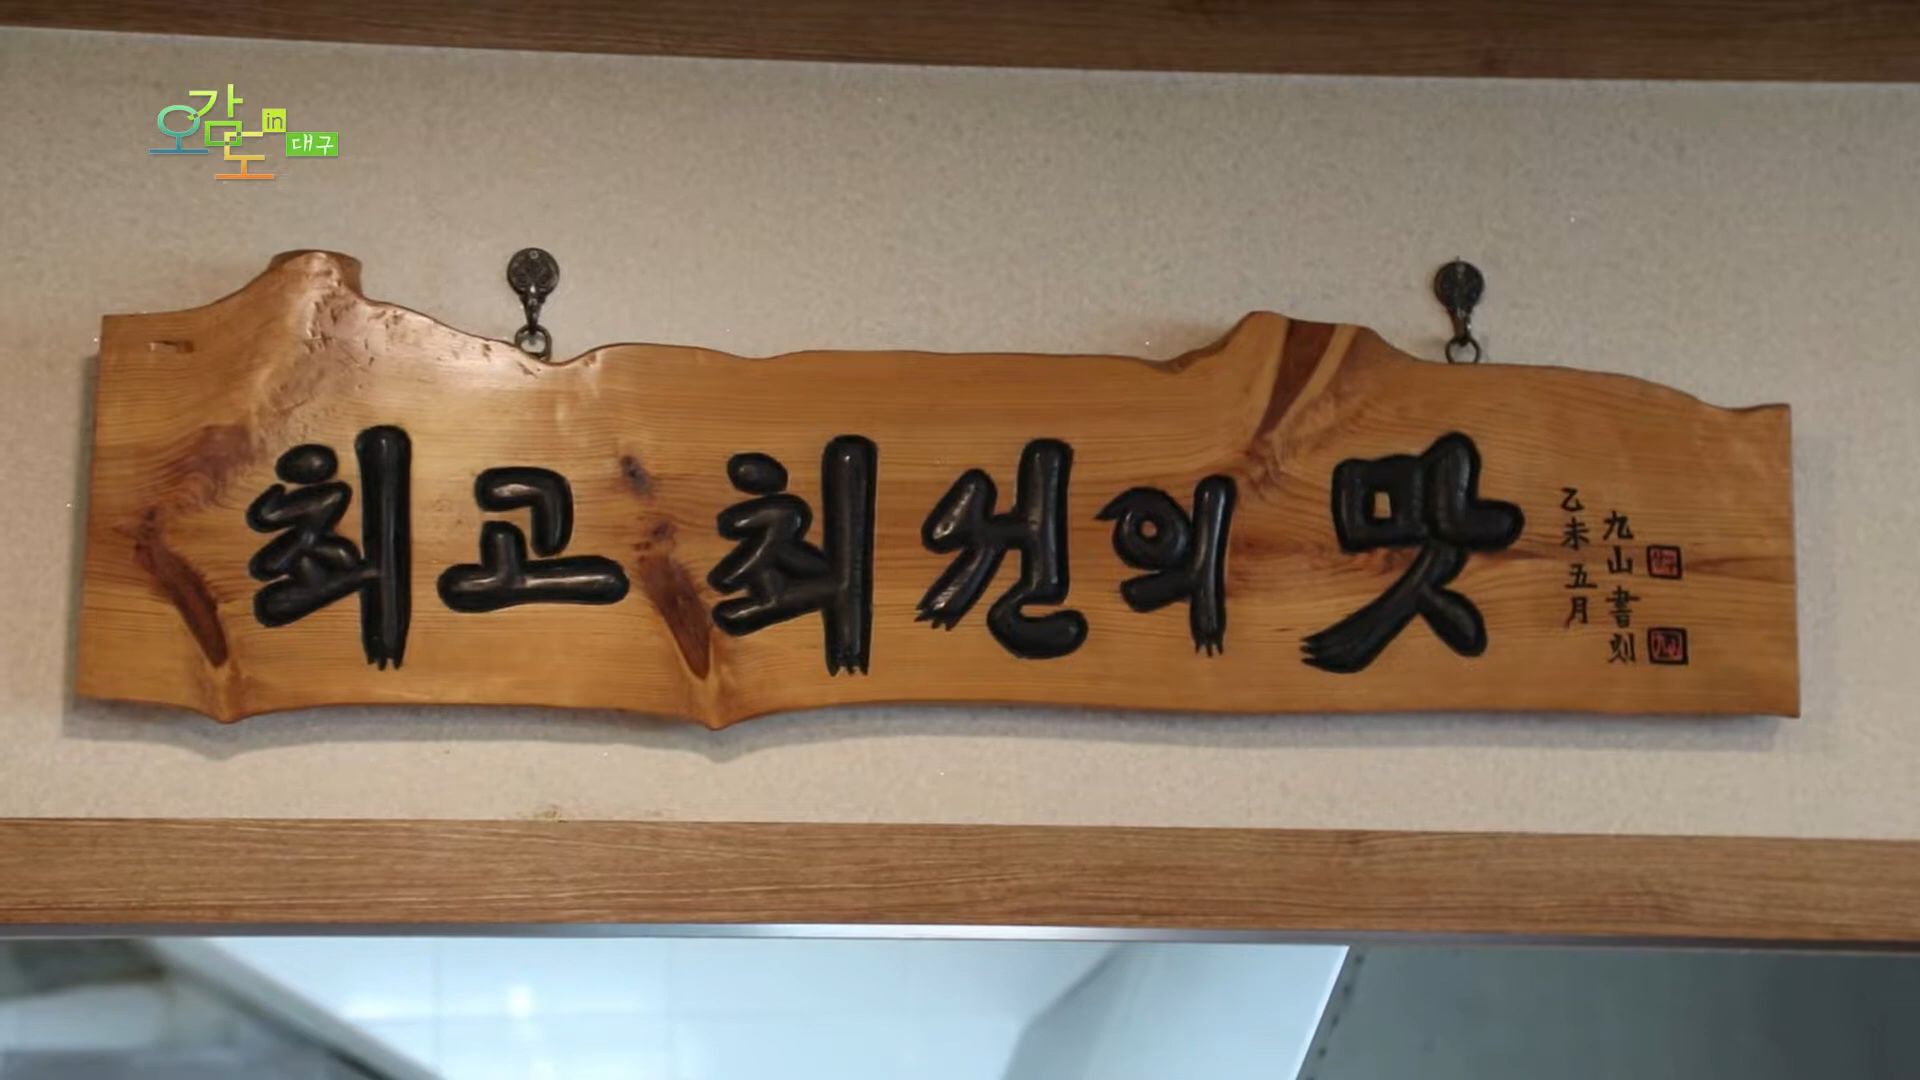 오감도 in 대구
최고 최선의 맛
乙未 五月
九山 書刻